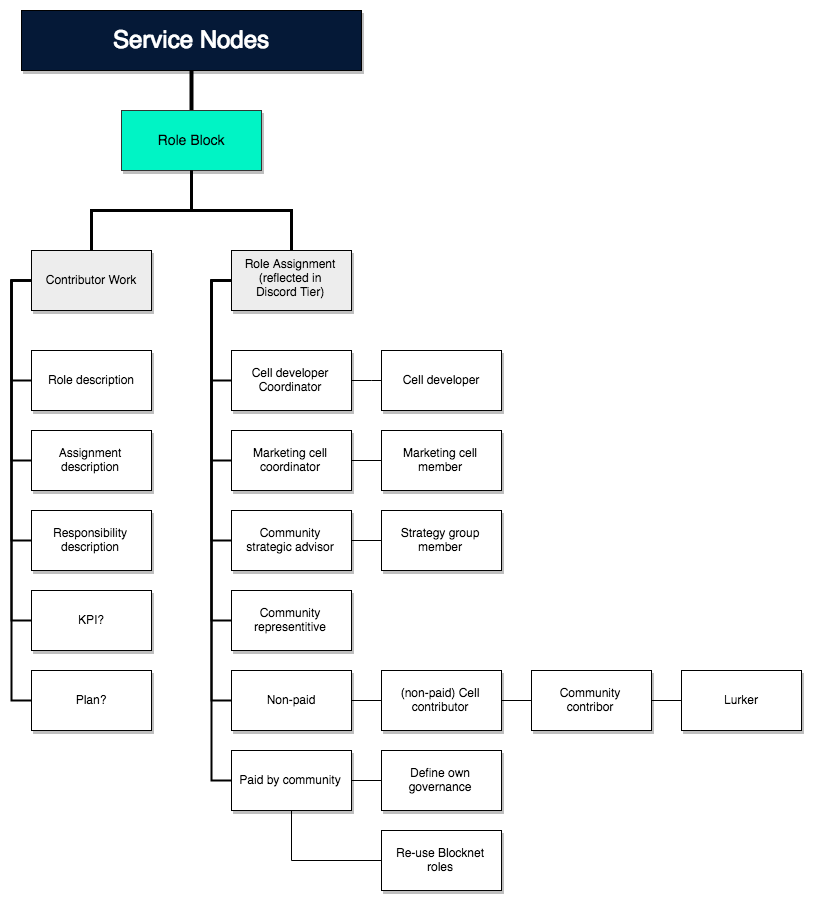 Service Nodes
Role Block
Contributor Work
Role Assignment
(reflected in
Discord Tier)
Role description
Cell developer
Coordinator
Cell developer
Assignment
description
Marketing cell
coordinator
Marketing cell
member
Responsibility
description
Community
strategic advisor
Strategy group
member
KPI?
Community
representitive
Plan?
Non-paid
(non-paid) Cell
contributor
Community
contribor
Lurker
Paid by community
Define own
governance
Re-use Blocknet
roles